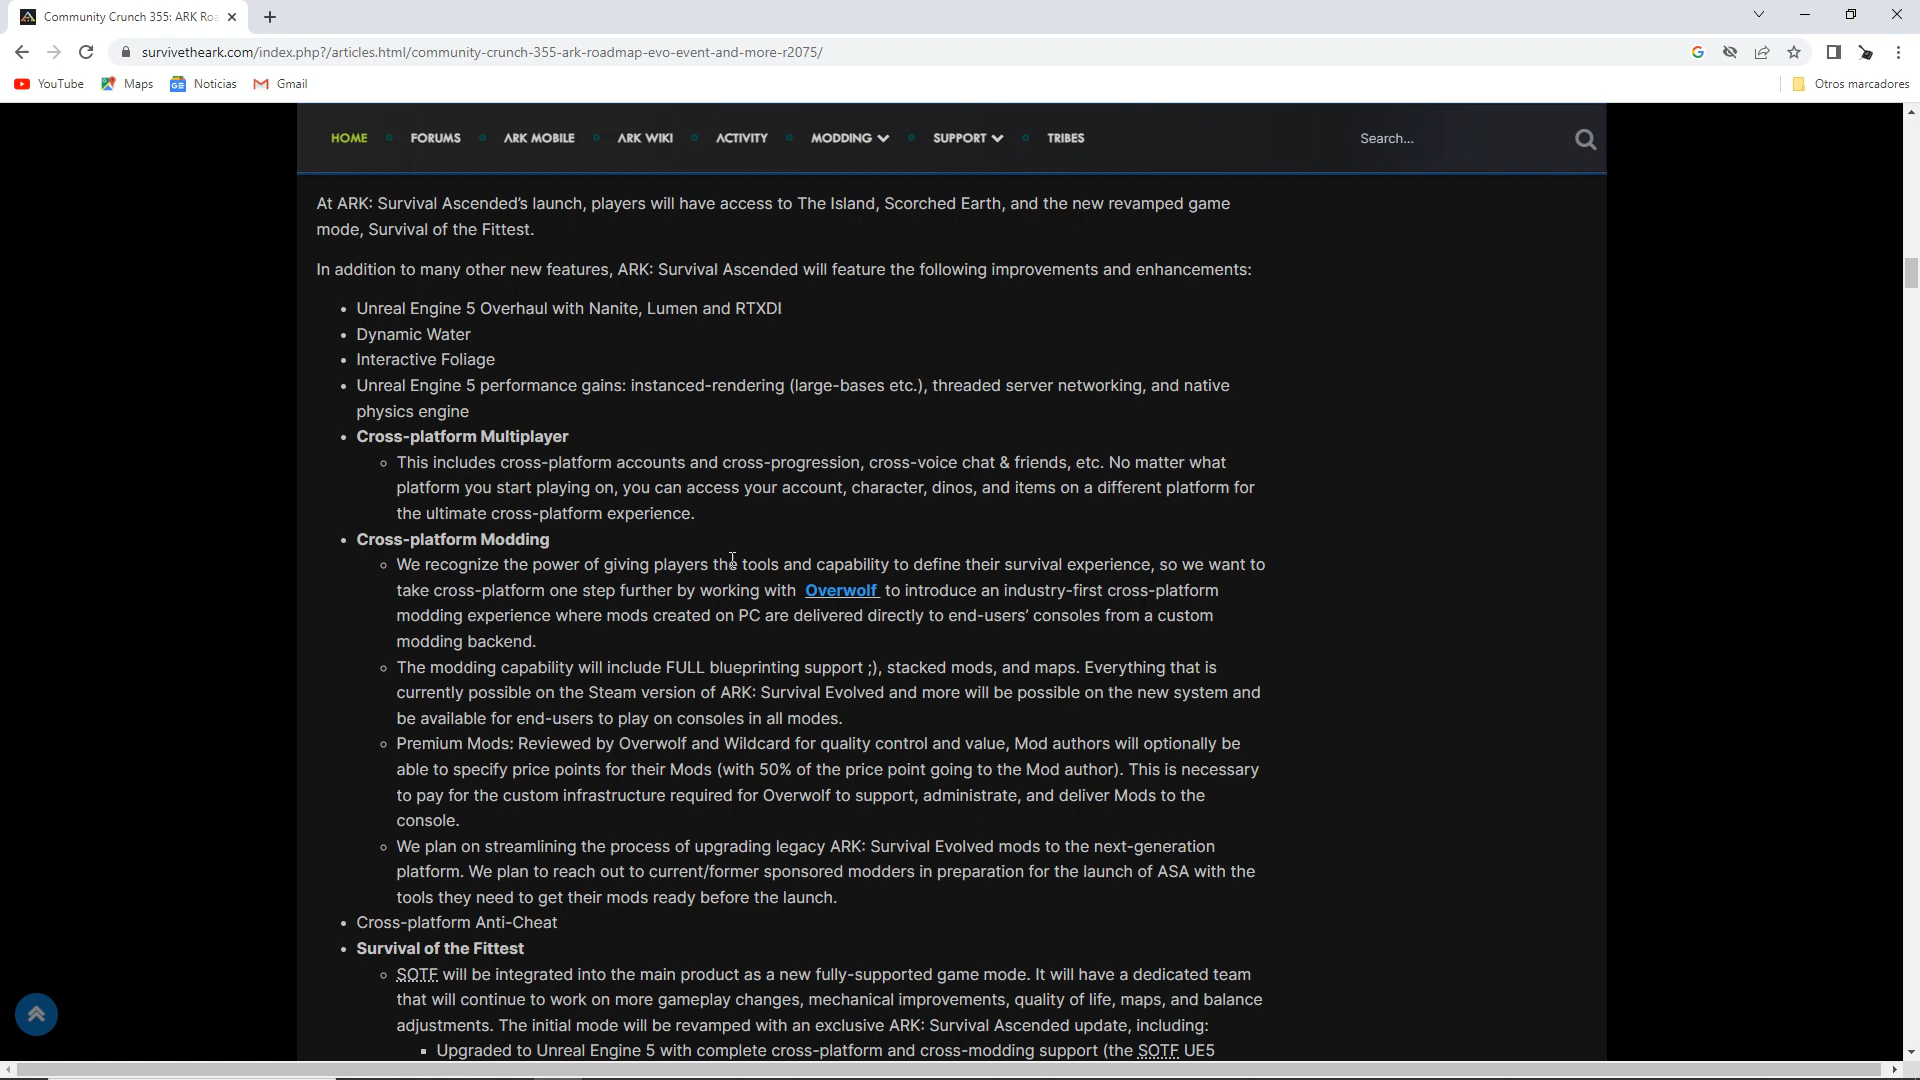 Community Crunch 355: ARK Roa
survivetheark.com/index.php?/articles.html/community-crunch-355-ark-roadmap-evo-event-and-more-r2075/
YouTube Maps Noticias Gmail Otros marcadores
HOME FORUMS ARK MOBILE ARK WIKI ACTIVITY MODDING SUPPORT TRIBES Search...
At ARK: Survival Ascended's launch, players will have access to The Island, Scorched Earth, and the new revamped game
mode, Survival of the Fittest.
In addition to many other new features, ARK: Survival Ascended will feature the following improvements and enhancements:
Unreal Engine 5 Overhaul with Nanite, Lumen and RTXDI
Dynamic Water
Interactive Foliage
Unreal Engine 5 performance gains: instanced-rendering (large-bases etc.), threaded server networking, and native
physics engine
Cross-platform Multiplayer
This includes cross-platform accounts and cross-progression, cross-voice chat & friends, etc. No matter what
platform you start playing on, you can access your account, character, dinos, and items on a different platform for
the ultimate cross-platform experience.
Cross-platform Modding
We recognize the power of giving players the tools and capability to define their survival experience, so we want to
take cross-platform one step further by working with Overwolf to introduce an industry-first cross-platform
modding experience where mods created on PC are delivered directly to end-users' consoles from a custom
modding backend.
The modding capability will include FULL blueprinting support ;), stacked mods, and maps. Everything that is
currently possible on the Steam version of ARK: Survival Evolved and more will be possible on the new system and
be available for end-users to play on consoles in all modes.
Premium Mods: Reviewed by Overwolf and Wildcard for quality control and value, Mod authors will optionally be
able to specify price points for their Mods (with 50% of the price point going to the Mod author). This is necessary
to pay for the custom infrastructure required for Overwolf to support, administrate, and deliver Mods to the
console.
We plan on streamlining the process of upgrading legacy ARK: Survival Evolved mods to the next-generation
platform. We plan to reach out to current/former sponsored modders in preparation for the launch of ASA with the
tools they need to get their mods ready before the launch.
Cross-platform Anti-Cheat
Survival of the Fittest
SOTF will be integrated into the main product as a new fully-supported game mode. It will have a dedicated team
that will continue to work on more gameplay changes, mechanical improvements, quality of life, maps, and balance
adjustments. The initial mode will be revamped with an exclusive ARK: Survival Ascended update, including:
Upgraded to Unreal Engine 5 with complete cross-platform and cross-modding support (the SOTF UE5